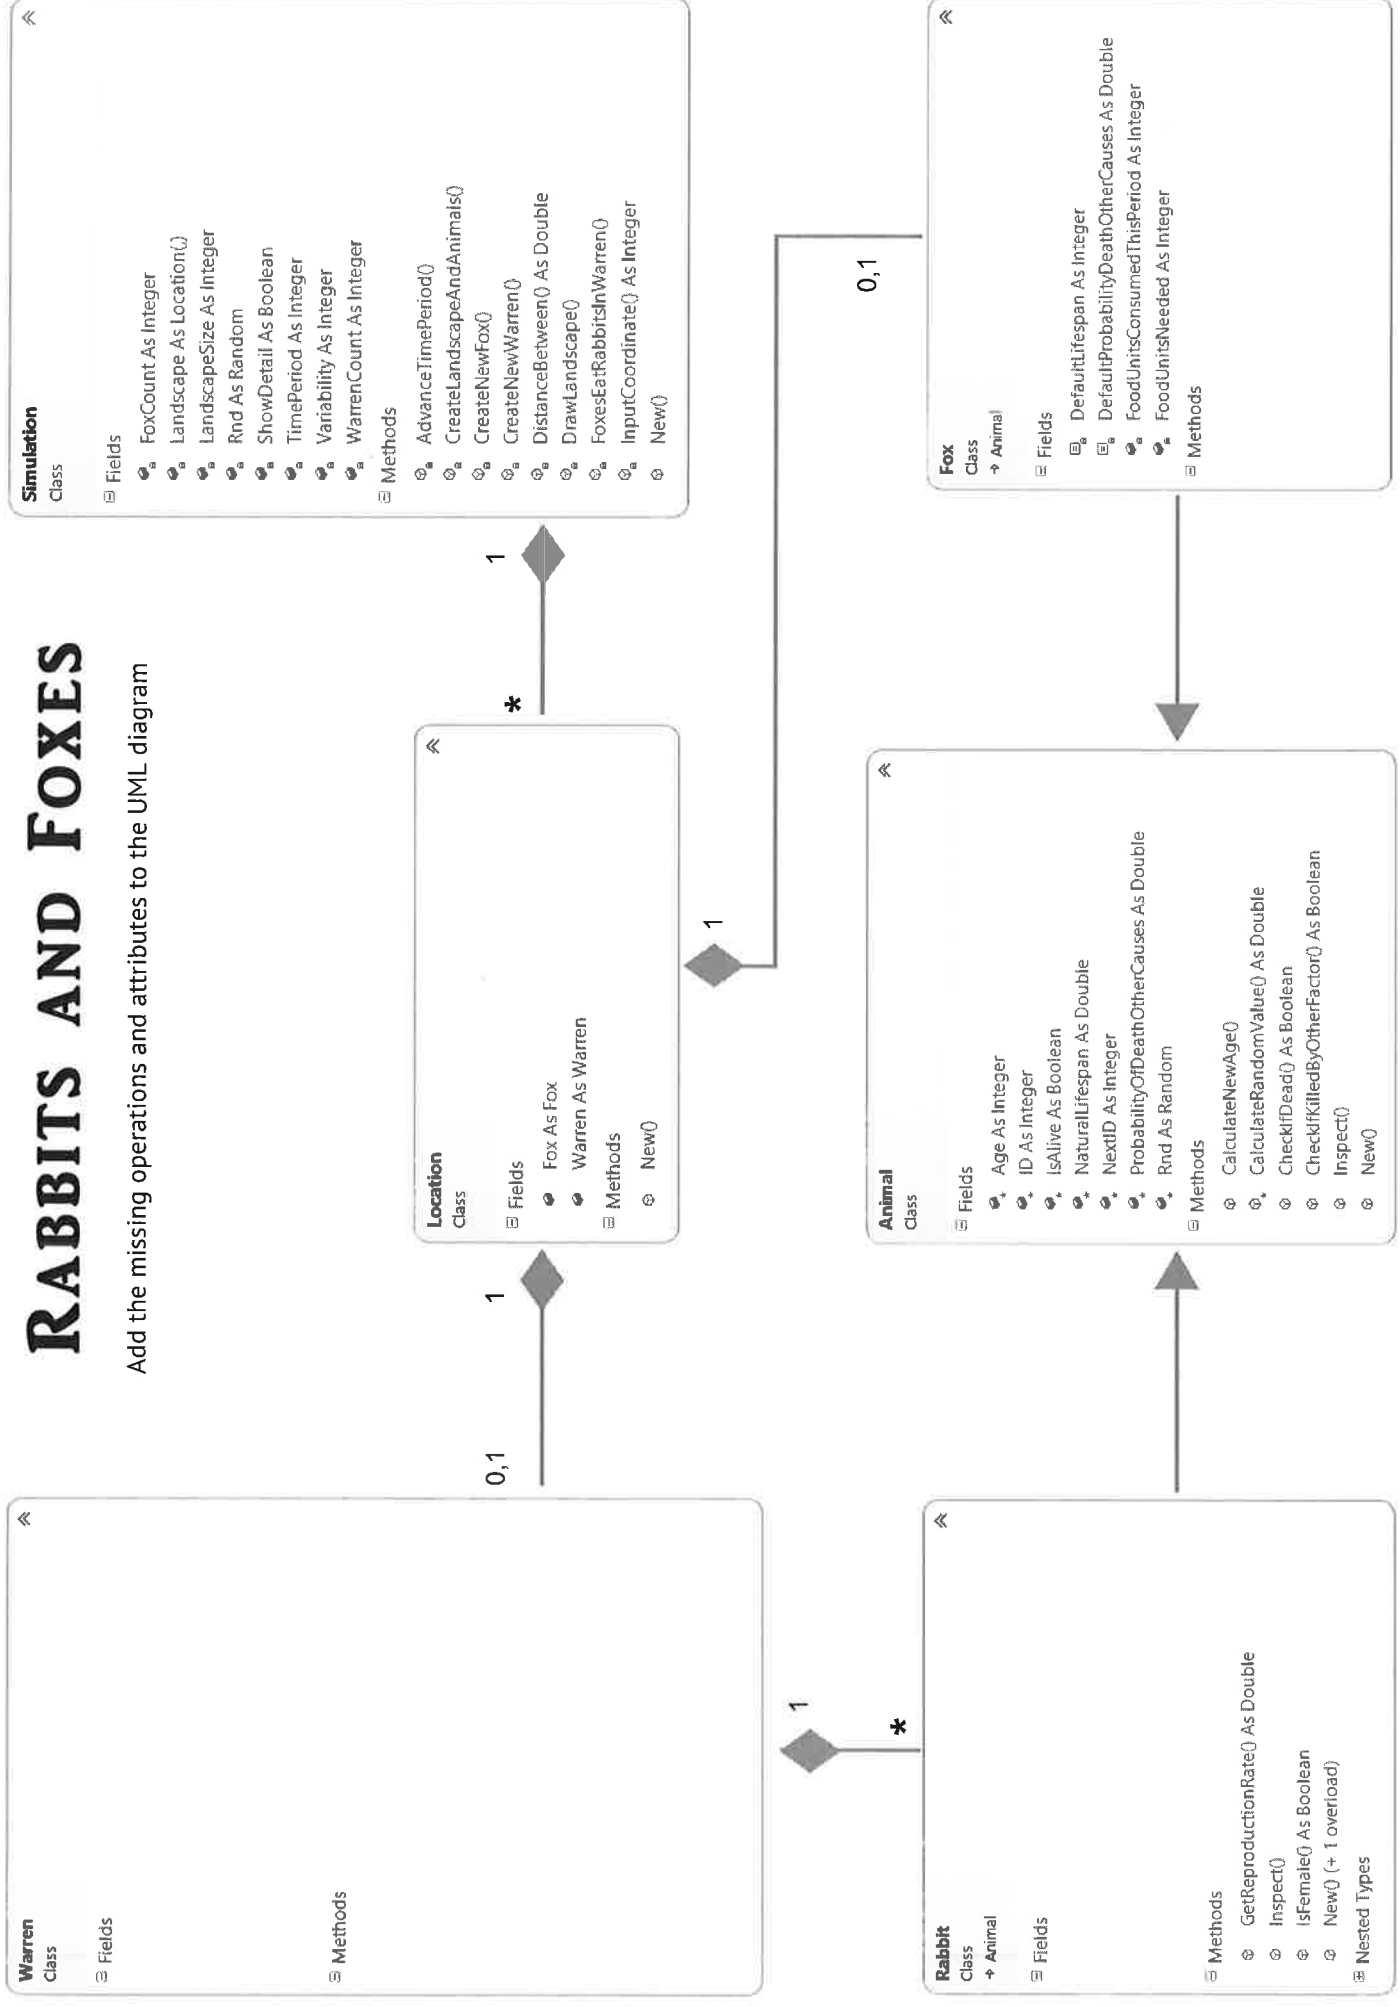 RABBITS AND FOXES
Add the missing operations and attributes to the UML diagram
Warren
Class
Fields
Methods
0,1
1
Location
Class
Fields
Fox As Fox
Warren As Warren
Methods
New()
*
1
Simulation
Class
Fields
FoxCount As Integer
Landscape As Location(,)
LandscapeSize As Integer
Rnd As Random
ShowDetail As Boolean
TimePeriod As Integer
Variability As Integer
WarrenCount As Integer
Methods
AdvanceTimePeriod()
CreateLandscapeAndAnimals()
CreateNewFox()
CreateNewWarren()
DistanceBetween() As Double
DrawLandscape()
FoxesEatRabbitsInWarren()
InputCoordinate() As Integer
New()
1
*
1
0,1
Rabbit
Class
Animal
Fields
Methods
GetReproductionRate() As Double
Inspect()
IsFemale() As Boolean
New() (+ 1 overload)
Nested Types
Animal
Class
Fields
Age As Integer
ID As Integer
IsAlive As Boolean
NaturalLifespan As Double
NextID As Integer
ProbabilityOfDeathOtherCauses As Double
Rnd As Random
Methods
CalculateNewAge()
CalculateRandomValue() As Double
CheckIfDead() As Boolean
CheckIfKilledByOtherFactor() As Boolean
Inspect()
New()
Fox
Class
Animal
Fields
DefaultLifespan As Integer
DefaultProbabilityDeathOtherCauses As Double
FoodUnitsConsumedThisPeriod As Integer
FoodUnitsNeeded As Integer
Methods